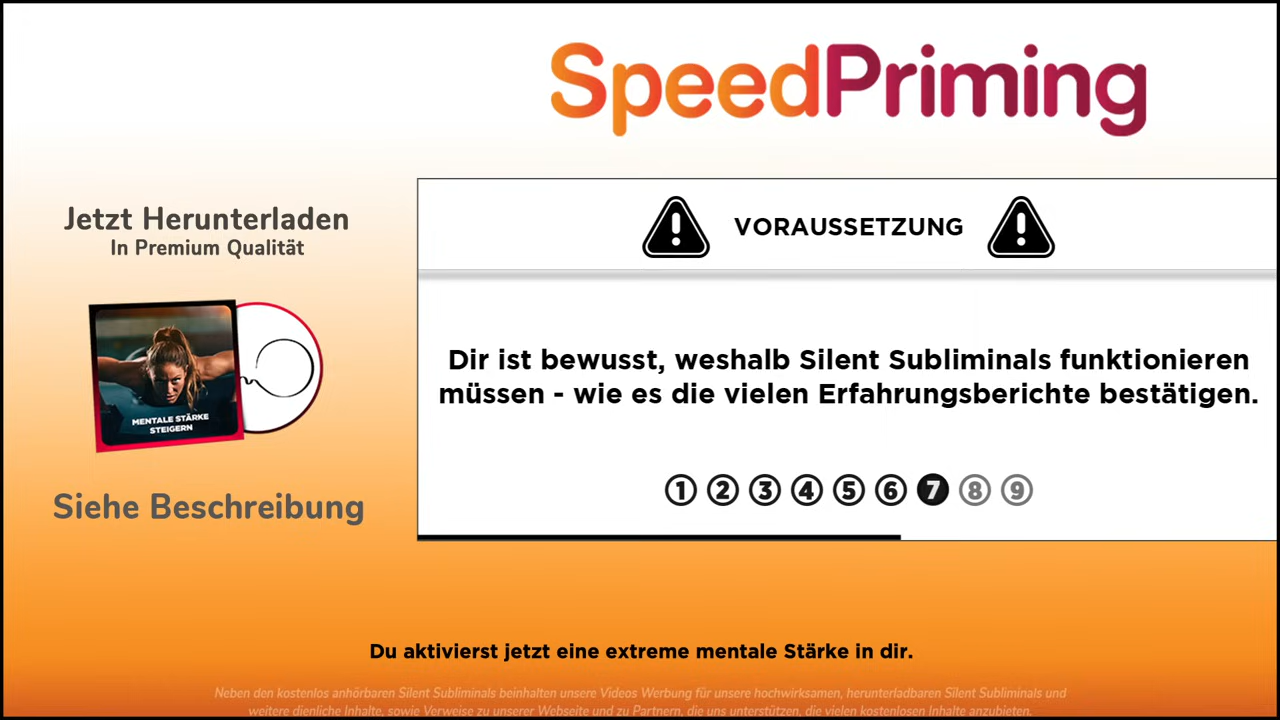 SpeedPriming
Jetzt Herunterladen
In Premium Qualität
MENTALE STÄRKE
STEIGERN
Siehe Beschreibung
VORAUSSETZUNG
Dir ist bewusst, weshalb Silent Subliminals funktionieren
müssen - wie es die vielen Erfahrungsberichte bestätigen.
1 2 3 4 5 6 7 8 9
Du aktivierst jetzt eine extreme mentale Stärke in dir.
Neben den kostenlos anhörbaren Silent Subliminals beinhalten unsere Videos Werbung für unsere hochwirksamen, herunterladbaren Silent Subliminals und
weitere dienliche Inhalte, sowie Verweise zu unserer Webseite und zu Partnern, die uns unterstützen, die vielen kostenlosen Inhalte anzubieten.